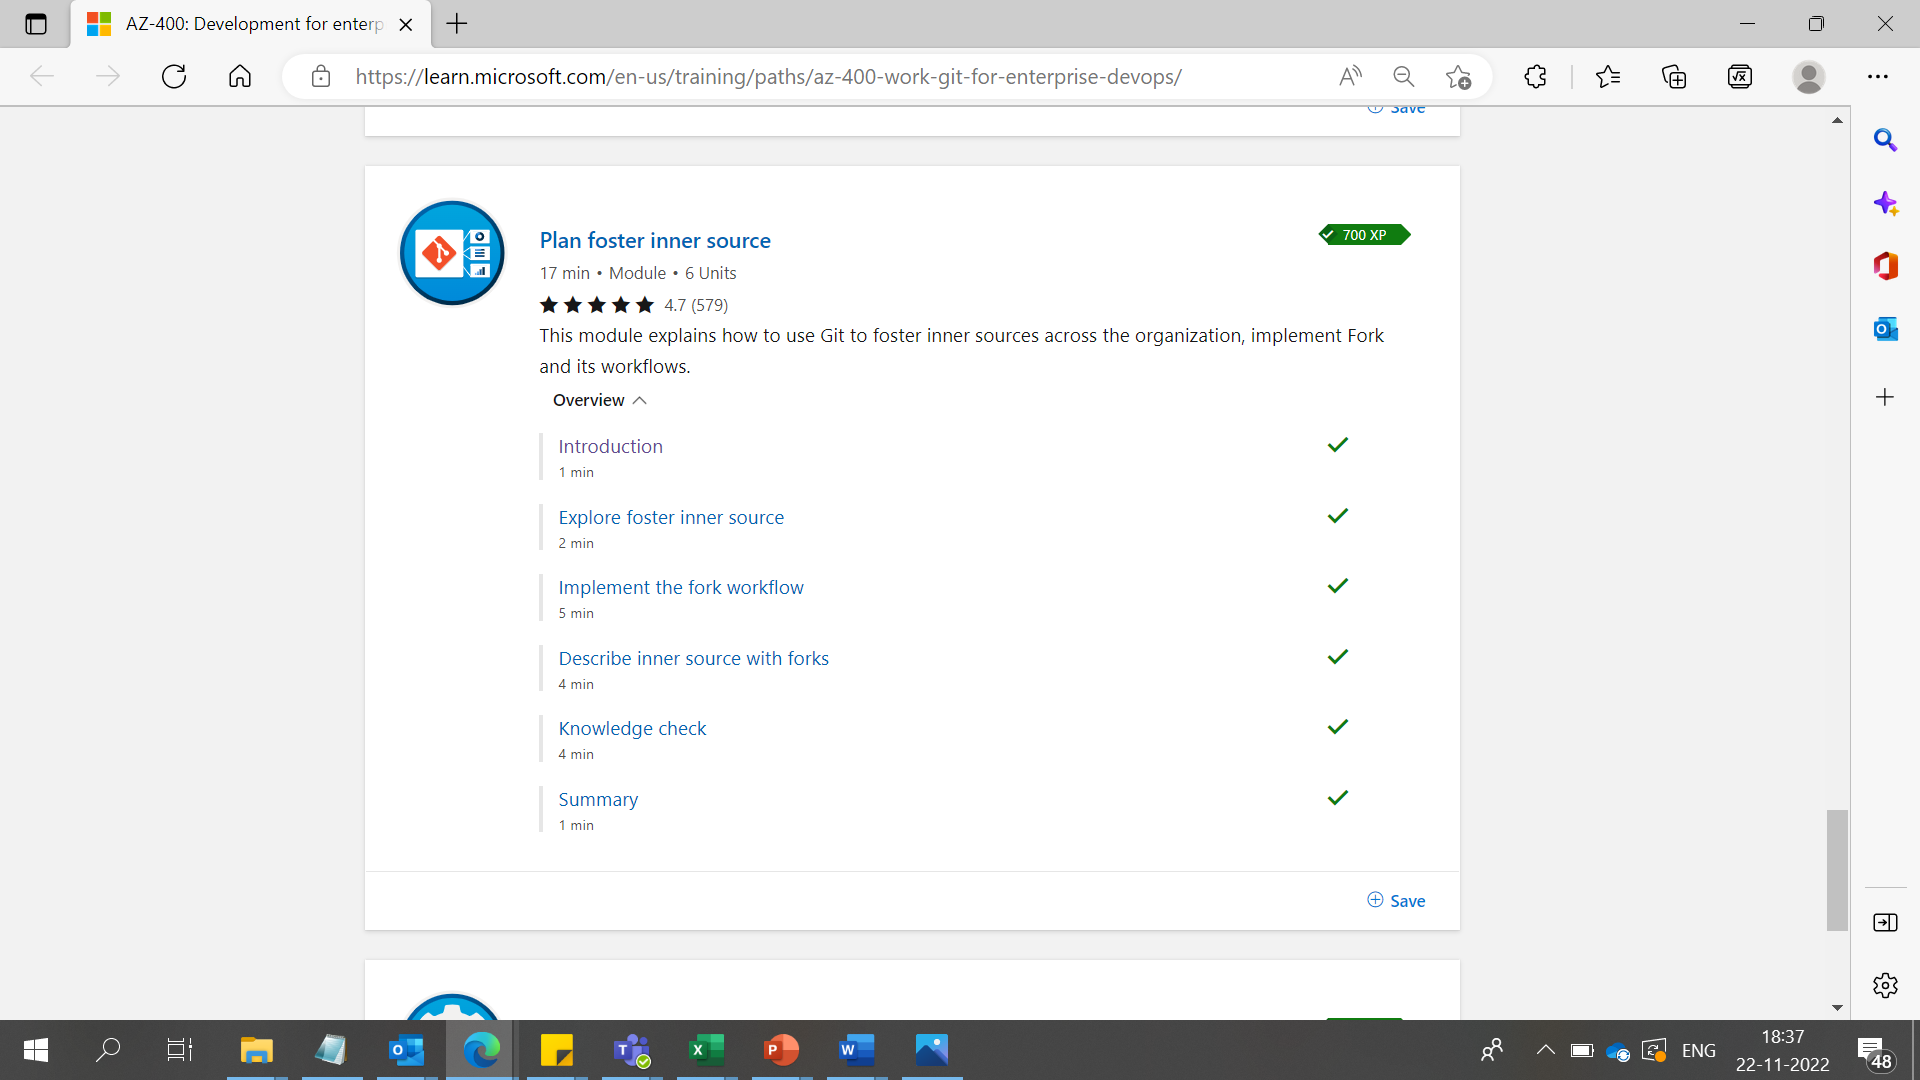 AZ-400: Development for enterp
https://learn.microsoft.com/en-us/training/paths/az-400-work-git-for-enterprise-devops/
Save
Plan foster inner source
700 XP
17 min • Module • 6 Units
4.7 (579)
This module explains how to use Git to foster inner sources across the organization, implement Fork
and its workflows.
Overview
Introduction
1 min
Explore foster inner source
2 min
Implement the fork workflow
5 min
Describe inner source with forks
4 min
Knowledge check
4 min
Summary
1 min
Save
ENG
18:37
22-11-2022
48